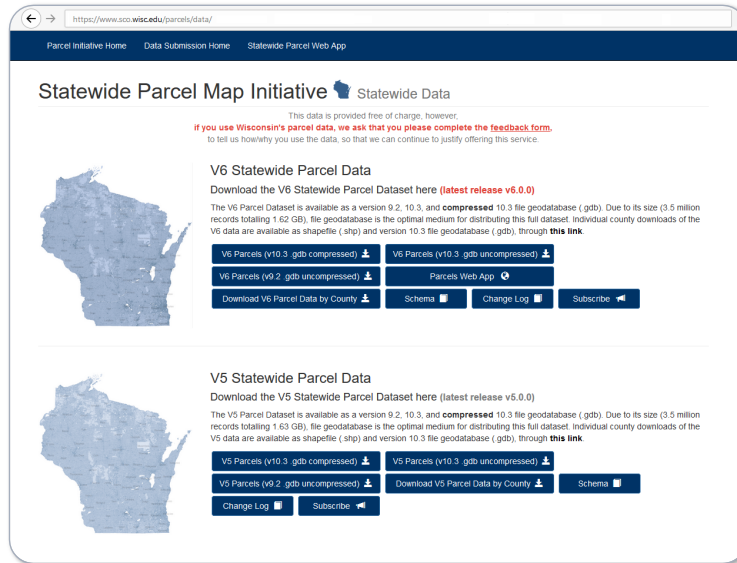 https://www.sco.wisc.edu/parcels/data/
Parcel Initiative Home Data Submission Home Statewide Parcel Web App
Statewide Parcel Map Initiative Statewide Data
This data is provided free of charge, however,
if you use Wisconsin's parcel data, we ask that you please complete the feedback form,
to tell us how/why you use the data, so that we can continue to justify offering this service.
V6 Statewide Parcel Data
Download the V6 Statewide Parcel Dataset here (latest release v6.0.0)
The V6 Parcel Dataset is available as a version 9.2, 10.3, and compressed 10.3 file geodatabase (.gdb). Due to its size (3.5 million
records totalling 1.62 GB), file geodatabase is the optimal medium for distributing this full dataset. Individual county downloads of the
V6 data are available as shapefile (.shp) and version 10.3 file geodatabase (.gdb), through this link.
V6 Parcels (v10.3 .gdb compressed) V6 Parcels (v10.3 .gdb uncompressed)
V6 Parcels (v9.2 .gdb uncompressed) Parcels Web App
Download V6 Parcel Data by County Schema Change Log Subscribe
V5 Statewide Parcel Data
Download the V5 Statewide Parcel Dataset here (latest release v5.0.0)
The V5 Parcel Dataset is available as a version 9.2, 10.3, and compressed 10.3 file geodatabase (.gdb). Due to its size (3.5 million
records totalling 1.63 GB), file geodatabase is the optimal medium for distributing this full dataset. Individual county downloads of the
V5 data are available as shapefile (.shp) and version 10.3 file geodatabase (.gdb), through this link.
V5 Parcels (v10.3 .gdb compressed) V5 Parcels (v10.3 .gdb uncompressed)
V5 Parcels (v9.2 .gdb uncompressed) Download V5 Parcel Data by County Schema
Change Log Subscribe